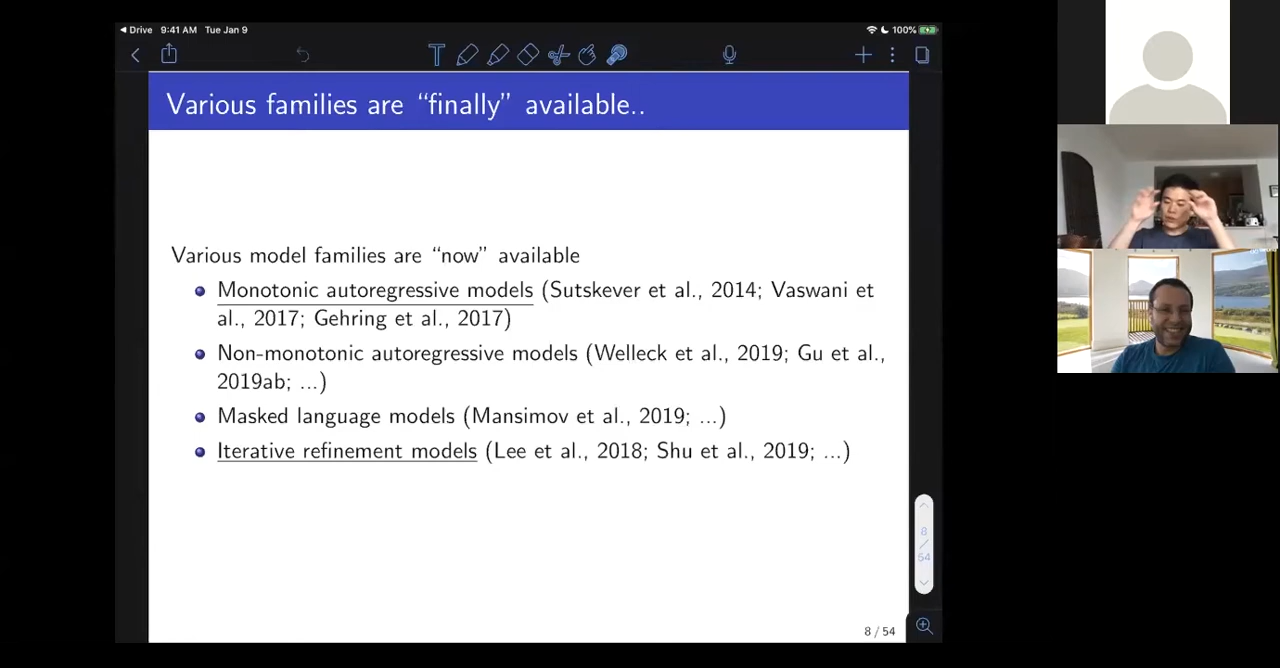 Drive 9:41 AM Tue Jan 9
100%
T
Various families are “finally” available..
Various model families are “now” available
Monotonic autoregressive models (Sutskever et al., 2014; Vaswani et
al., 2017; Gehring et al., 2017)
Non-monotonic autoregressive models (Welleck et al., 2019; Gu et al.,
2019ab; ...)
Masked language models (Mansimov et al., 2019; ...)
Iterative refinement models (Lee et al., 2018; Shu et al., 2019; ...)
8
/
54
8 / 54